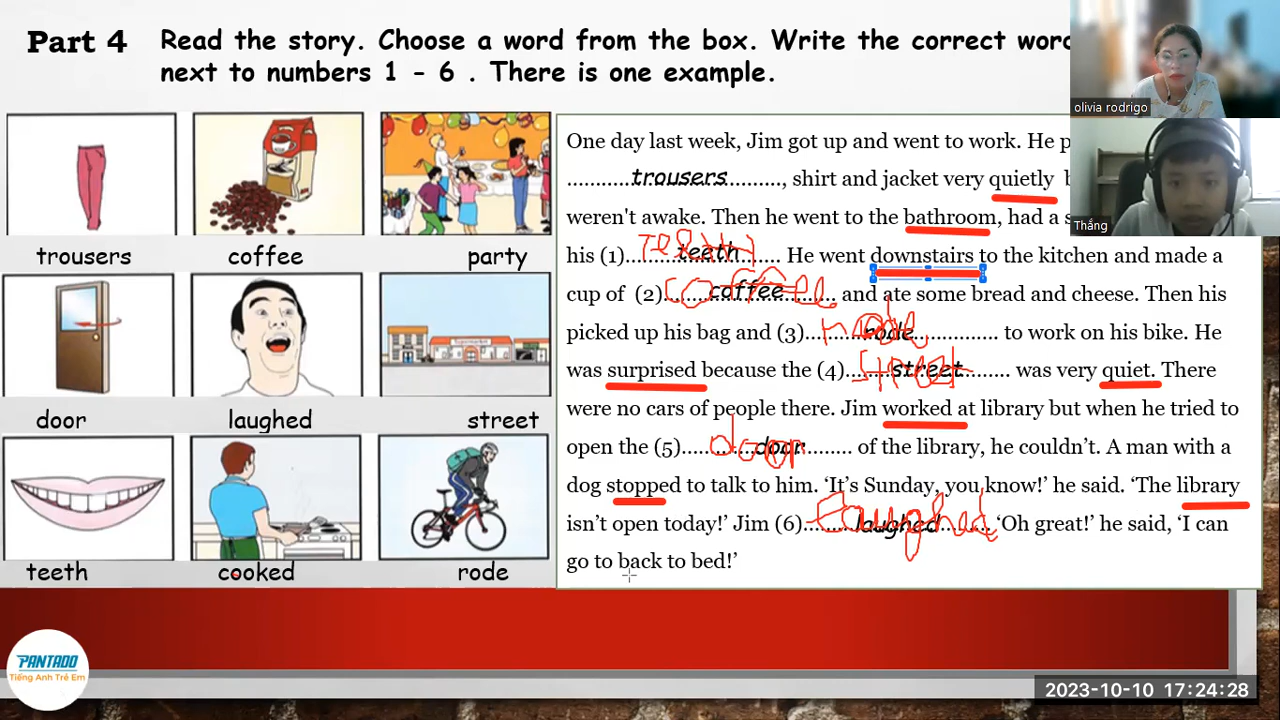 Part 4 Read the story. Choose a word from the box. Write the correct word
next to numbers 1 - 6 . There is one example.
olivia rodrigo
Thắng
trousers coffee party
door laughed street
teeth cooked rode
One day last week, Jim got up and went to work. He p
......................trousers..................., shirt and jacket very quietly b
weren't awake. Then he went to the bathroom, had a s
his (1)..........teeth.......... He went downstairs to the kitchen and made a
teeth
cup of (2)..........coffee.......... and ate some bread and cheese. Then his
coffee
picked up his bag and (3)..........rode.......... to work on his bike. He
rode
was surprised because the (4)..........street.......... was very quiet. There
street
were no cars of people there. Jim worked at library but when he tried to
open the (5)..........door.......... of the library, he couldn't. A man with a
door
dog stopped to talk to him. ‘It's Sunday, you know!’ he said. ‘The library
isn't open today!’ Jim (6)..........laughed.......... ‘Oh great!’ he said, ‘I can
laughed
go to back to bed!’
PANTADO
Tiếng Anh Trẻ Em
2023-10-10 17:24:28